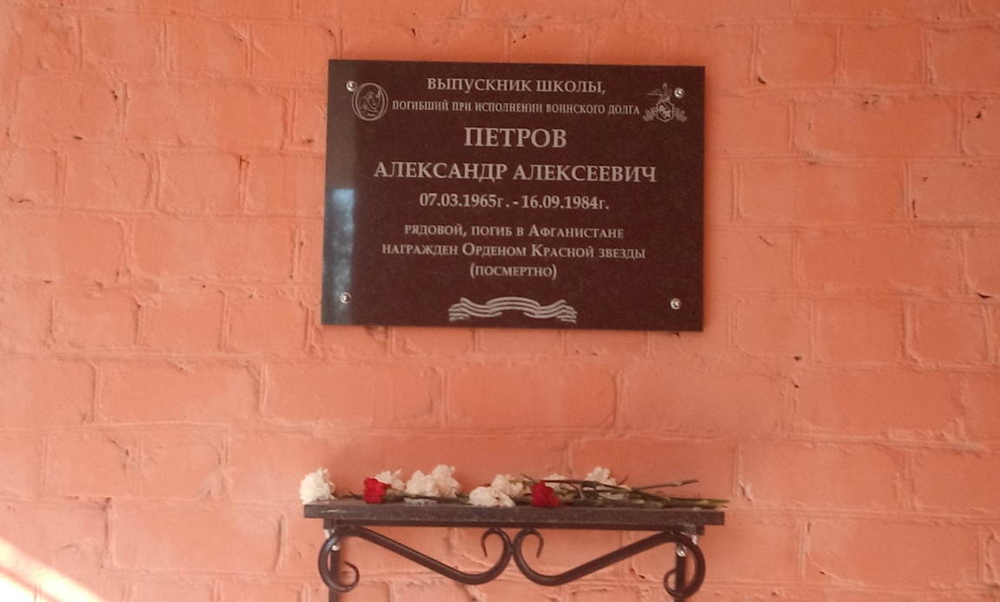 ВЫПУСКНИК ШКОЛЫ,
ПОГИБШИЙ ПРИ ИСПОЛНЕНИИ ВОИНСКОГО ДОЛГА
ПЕТРОВ
АЛЕКСАНДР АЛЕКСЕЕВИЧ
07.03.1965г. - 16.09.1984г.
РЯДОВОЙ, ПОГИБ В АФГАНИСТАНЕ
НАГРАЖДЕН ОРДЕНОМ КРАСНОЙ ЗВЕЗДЫ
(ПОСМЕРТНО)